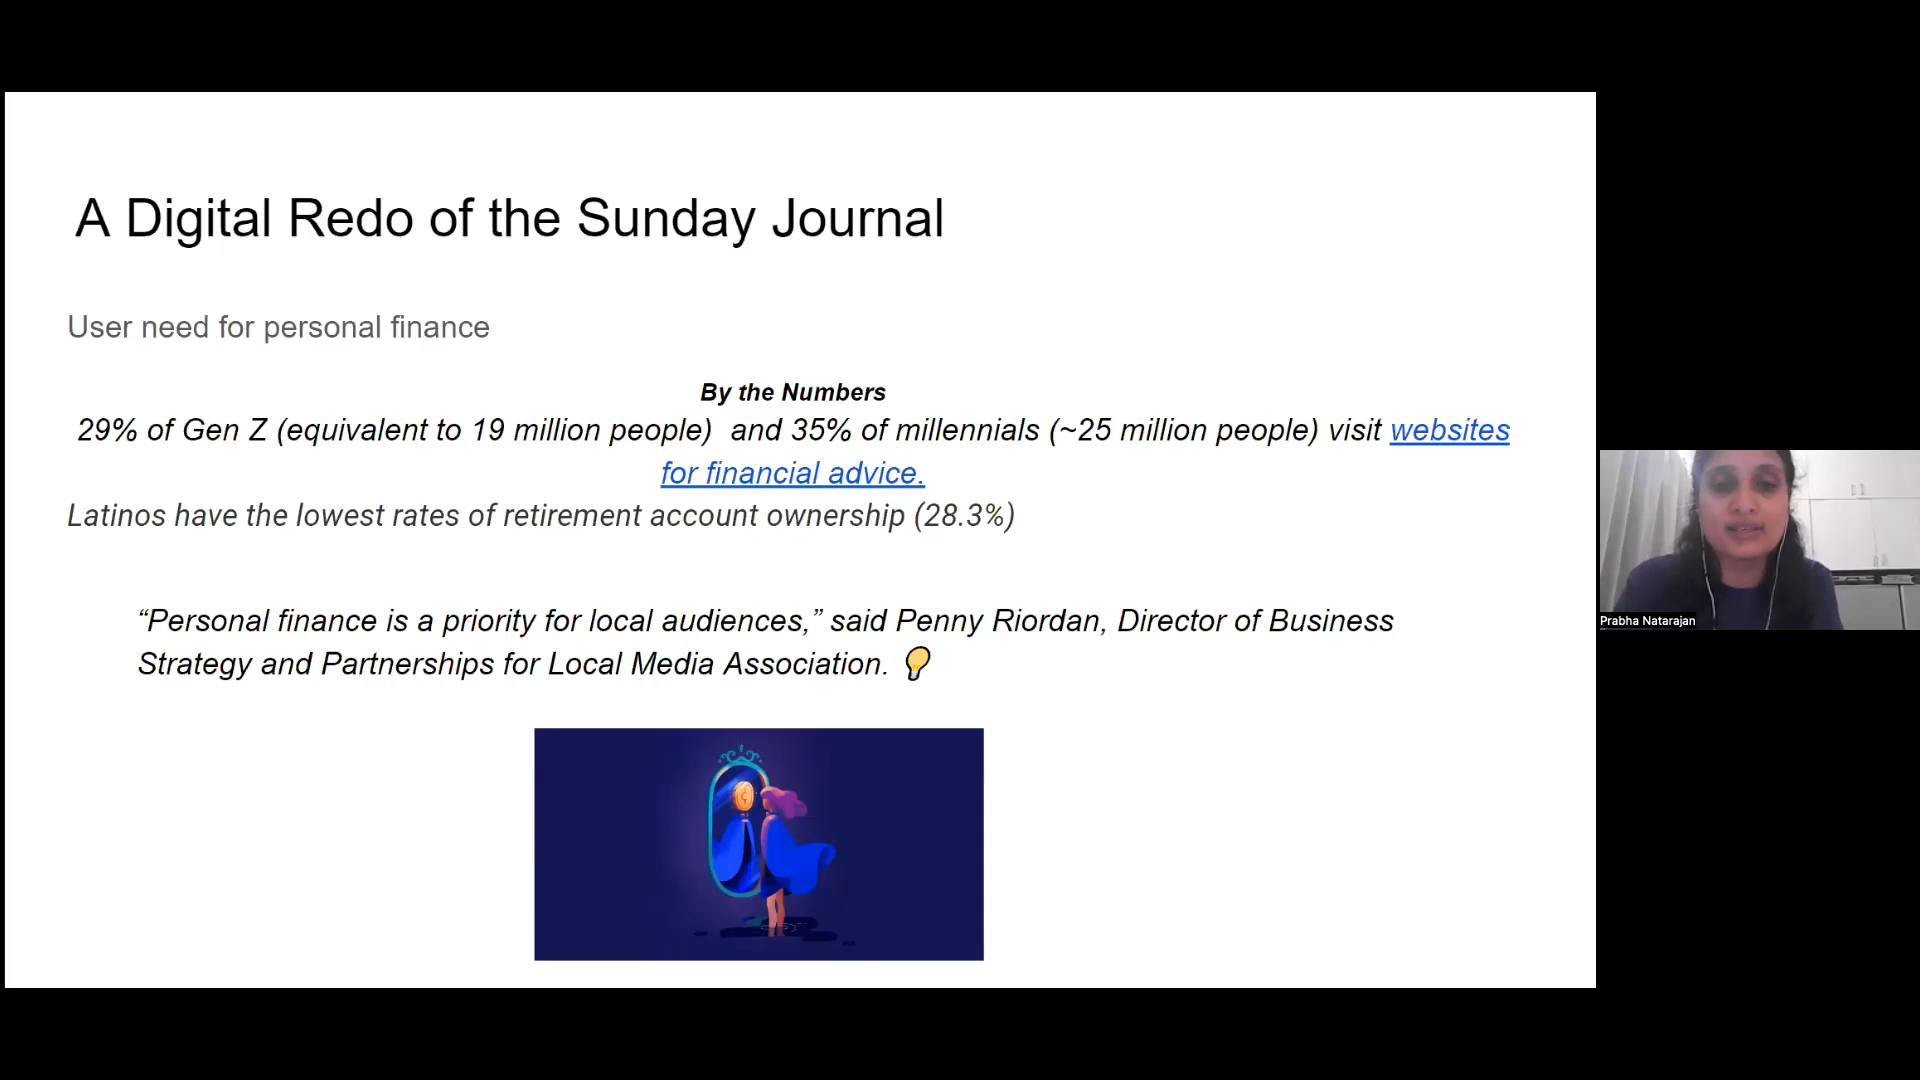 A Digital Redo of the Sunday Journal
User need for personal finance
By the Numbers
29% of Gen Z (equivalent to 19 million people)  and 35% of millennials (~25 million people) visit websites
for financial advice.
Latinos have the lowest rates of retirement account ownership (28.3%)
“Personal finance is a priority for local audiences,” said Penny Riordan, Director of Business
Strategy and Partnerships for Local Media Association. 💡
Prabha Natarajan